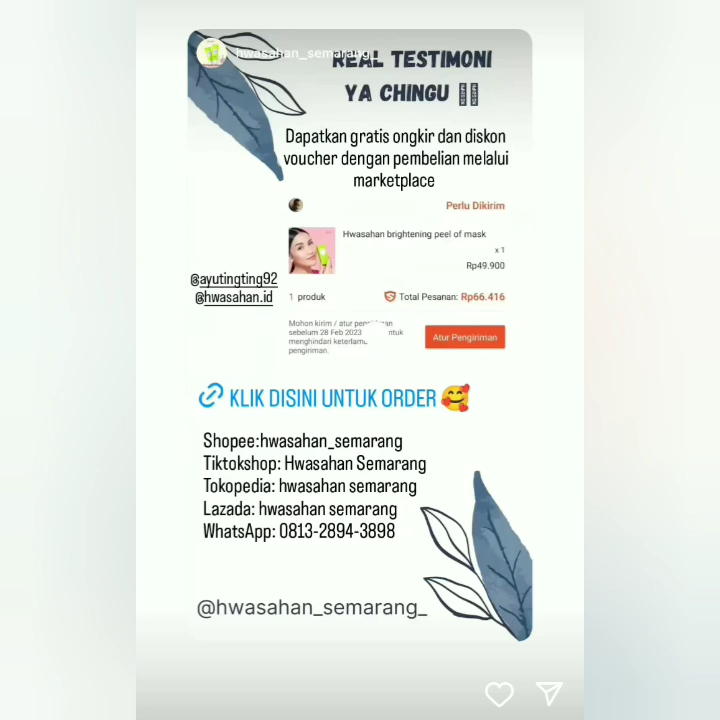 hwasahan_semarang_
REAL TESTIMONI
YA CHINGU
Dapatkan gratis ongkir dan diskon
voucher dengan pembelian melalui
marketplace
Perlu Dikirim
Hwasahan brightening peel of mask
x 1
Rp49.900
@ayutingting92
@hwasahan.id
1 produk
Total Pesanan: Rp66.416
Mohon kirim / atur
sebelum 28 Feb 2023 untuk
menghindari
pengiriman.
Atur Pengiriman
KLIK DISINI UNTUK ORDER 🥰
Shopee:hwasahan_semarang
Tiktokshop: Hwasahan Semarang
Tokopedia: hwasahan semarang
Lazada: hwasahan semarang
WhatsApp: 0813-2894-3898
@hwasahan_semarang_